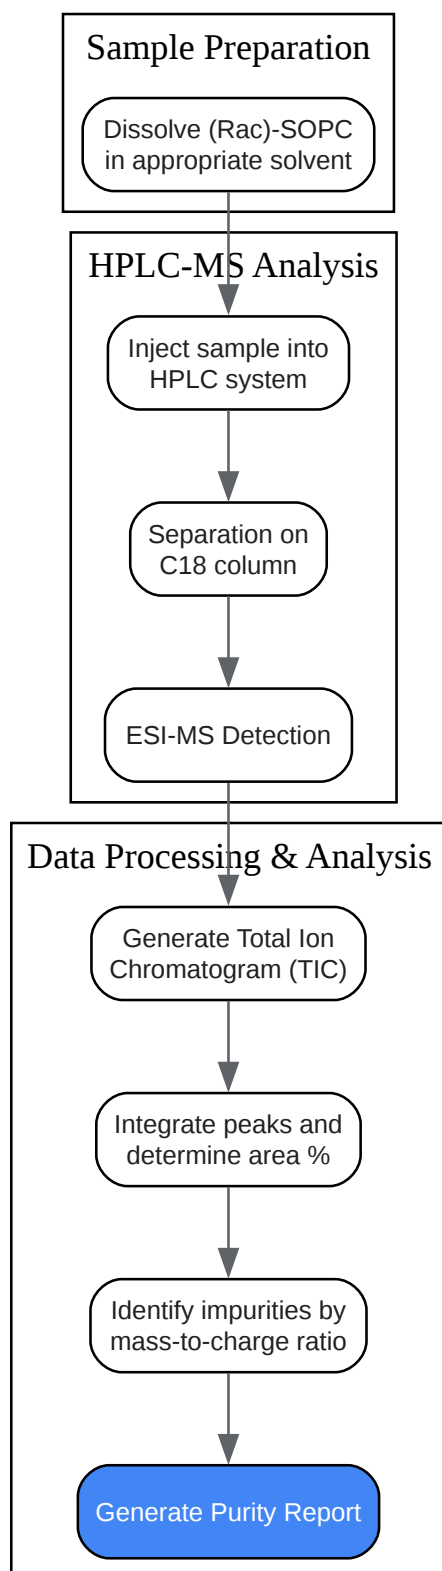 Sample Preparation
Dissolve (Rac)-SOPC
in appropriate solvent
HPLC-MS Analysis
Inject sample into
HPLC system
Separation on
C18 column
ESI-MS Detection
Data Processing & Analysis
Generate Total Ion
Chromatogram (TIC)
Integrate peaks and
determine area %
Identify impurities by
mass-to-charge ratio
Generate Purity Report